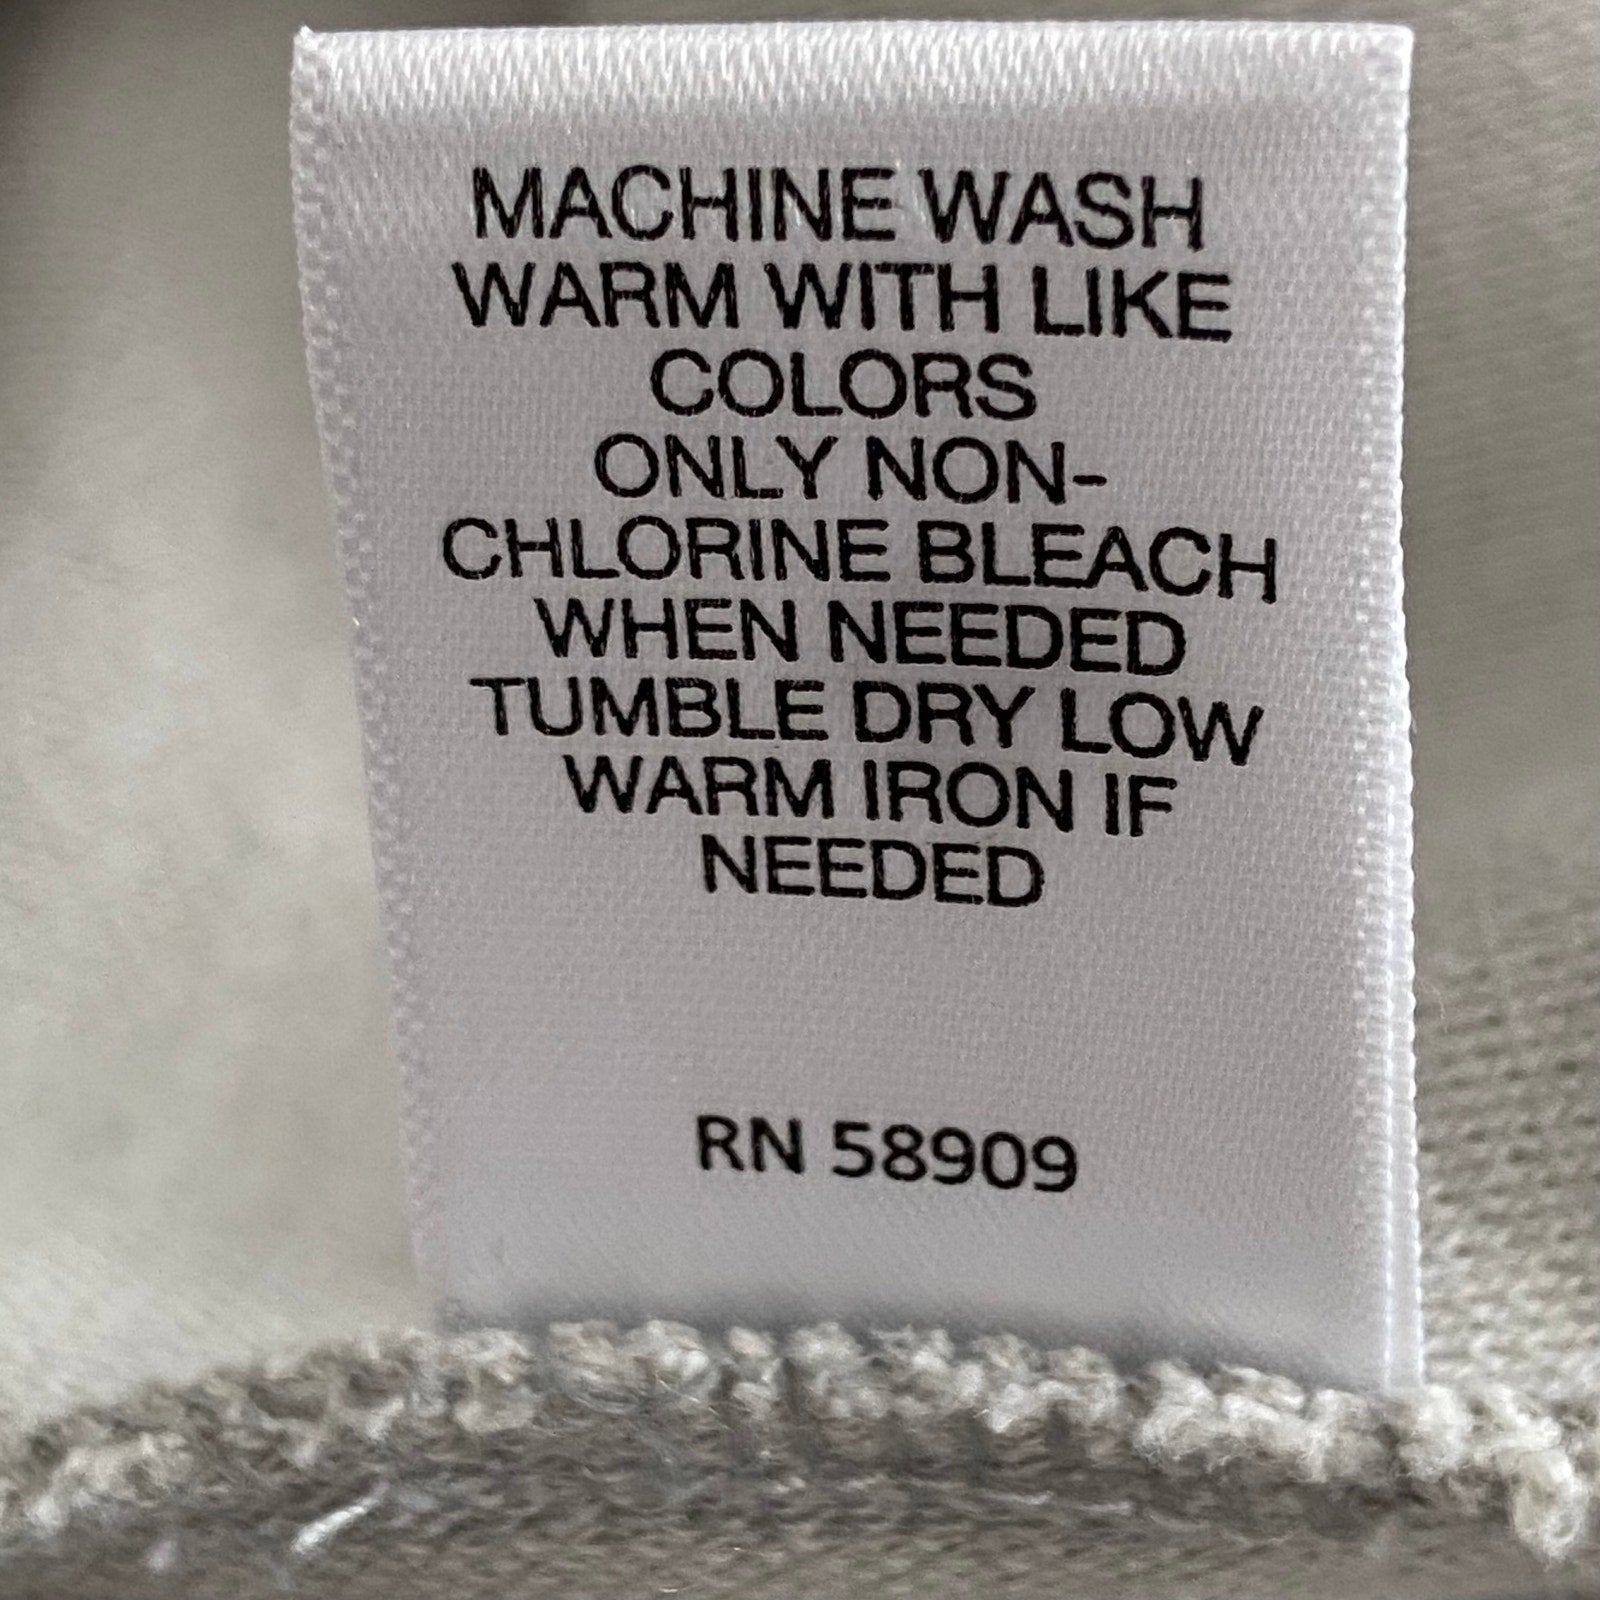 MACHINE WASH
WARM WITH LIKE
COLORS
ONLY NON-
CHLORINE BLEACH
WHEN NEEDED
TUMBLE DRY LOW
WARM IRON IF
NEEDED
RN 58909